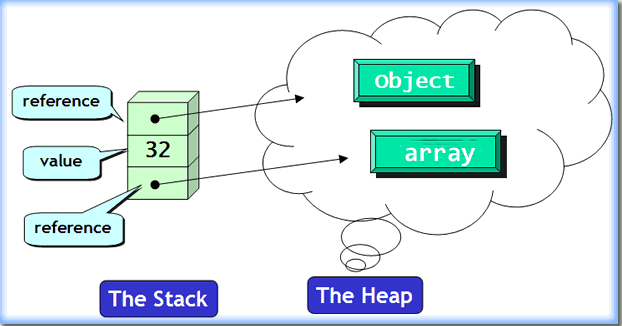 object
reference
32
value
array
reference
The Stack
The Heap